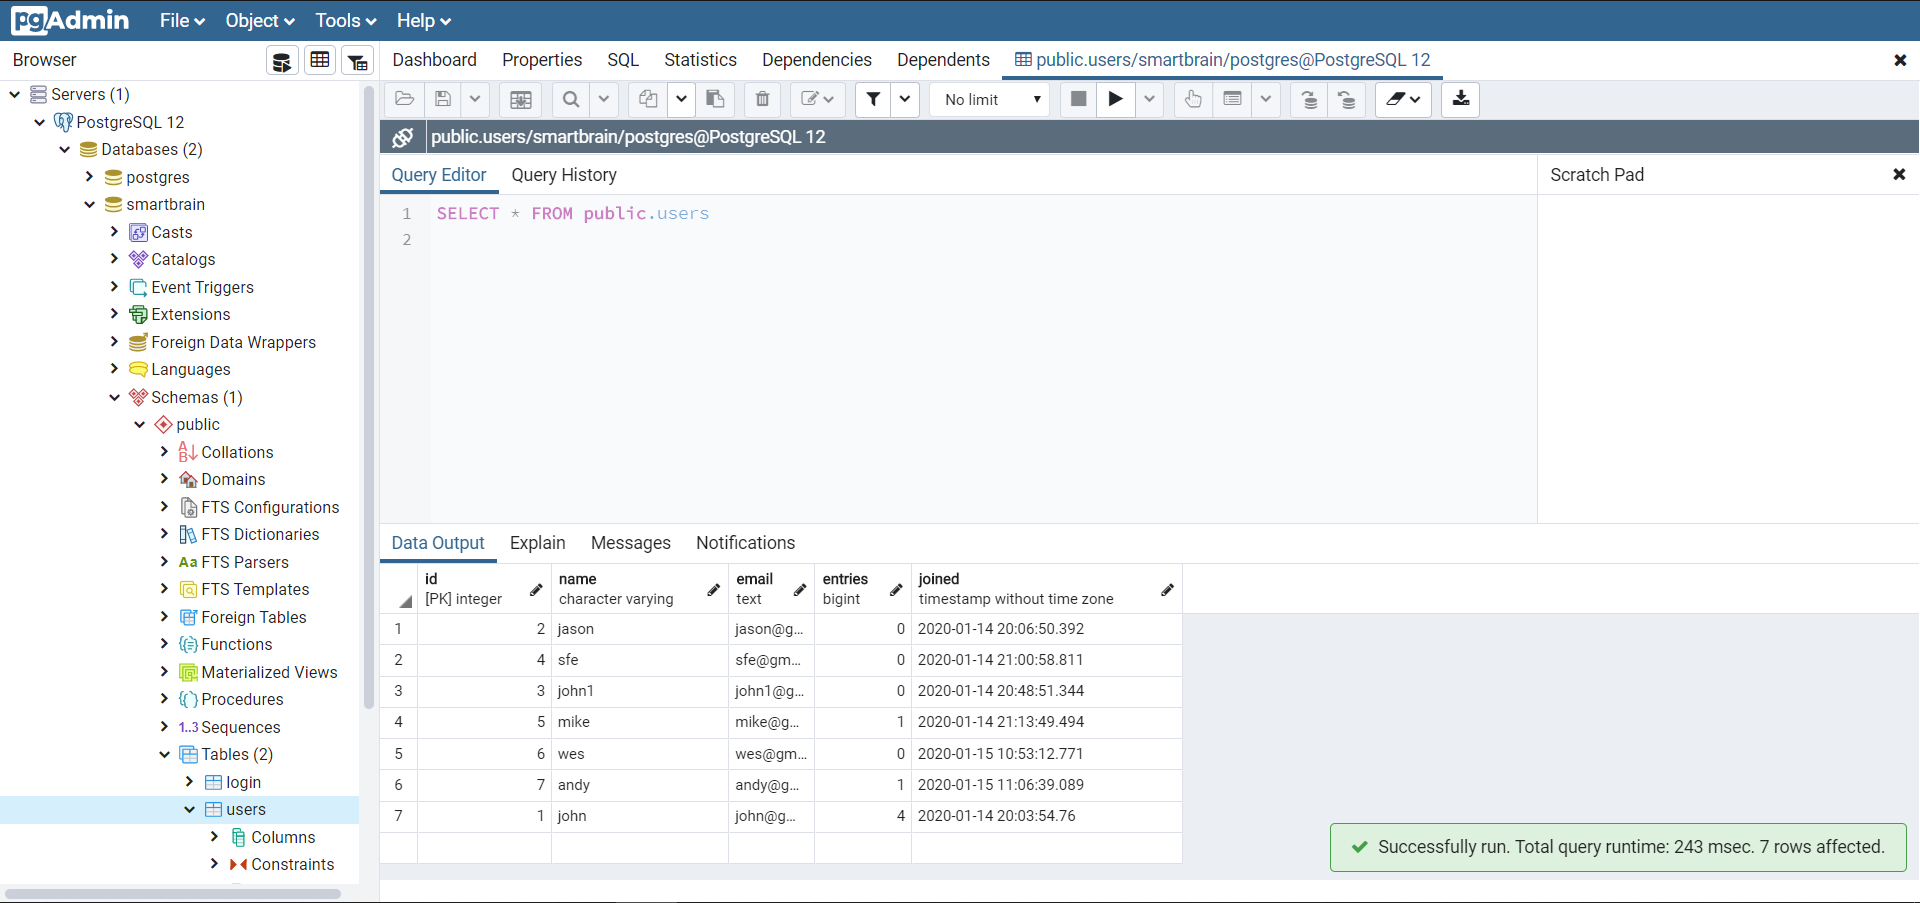 pgAdmin File Object Tools Help
Browser
Dashboard Properties SQL Statistics Dependencies Dependents public.users/smartbrain/postgres@PostgreSQL 12
No limit
public.users/smartbrain/postgres@PostgreSQL 12
Servers (1)
PostgreSQL 12
Databases (2)
postgres
smartbrain
Casts
Catalogs
Event Triggers
Extensions
Foreign Data Wrappers
Languages
Schemas (1)
public
Collations
Domains
FTS Configurations
FTS Dictionaries
Aa FTS Parsers
FTS Templates
Foreign Tables
Functions
Materialized Views
Procedures
1..3 Sequences
Tables (2)
login
users
Columns
Constraints
Query Editor Query History
Scratch Pad
1 SELECT * FROM public.users
2
Data Output Explain Messages Notifications
id name email entries joined
[PK] integer character varying text bigint timestamp without time zone
1 2 jason jason@g... 0 2020-01-14 20:06:50.392
2 4 sfe sfe@gm... 0 2020-01-14 21:00:58.811
3 3 john1 john1@g... 0 2020-01-14 20:48:51.344
4 5 mike mike@g... 1 2020-01-14 21:13:49.494
5 6 wes wes@gm... 0 2020-01-15 10:53:12.771
6 7 andy andy@g... 1 2020-01-15 11:06:39.089
7 1 john john@g... 4 2020-01-14 20:03:54.76
Successfully run. Total query runtime: 243 msec. 7 rows affected.